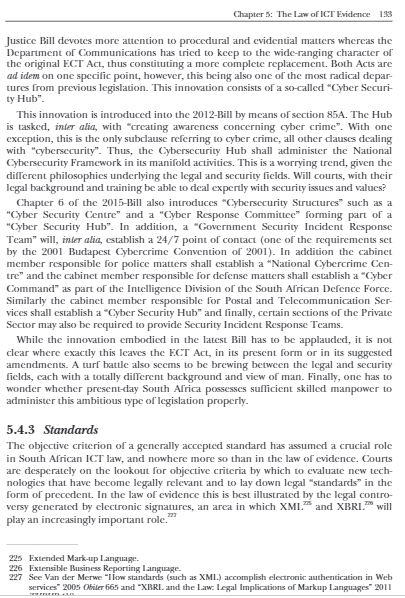 Chapter 5: The Law of ICT Evidence 133
Justice Bill devotes more attention to procedural and evidential matters whereas the
Department of Communications has tried to keep to the wide-ranging character of
the original ECT Act, thus constituting a more complete replacement. Both Acts are
ad idem on one specific point, however, this being also one of the most radical depar-
tures from previous legislation. This innovation consists of a so-called “Cyber Securi-
ty Hub”.
This innovation is introduced into the 2012-Bill by means of section 85A. The Hub
is tasked, inter alia, with “creating awareness concerning cyber crime”. With one
exception, this is the only subclause referring to cyber crime, all other clauses dealing
with “cybersecurity”. Thus, the Cybersecurity Hub shall administer the National
Cybersecurity Framework in its manifold activities. This is a worrying trend, given the
different philosophies underlying the legal and security fields. Will courts, with their
legal background and training be able to deal expertly with security issues and values?
Chapter 6 of the 2015-Bill also introduces “Cybersecurity Structures” such as a
“Cyber Security Centre” and a “Cyber Response Committee” forming part of a
“Cyber Security Hub”. In addition, a “Government Security Incident Response
Team” will, inter alia, establish a 24/7 point of contact (one of the requirements set
by the 2001 Budapest Cybercrime Convention of 2001). In addition the cabinet
member responsible for police matters shall establish a “National Cybercrime Cen-
tre” and the cabinet member responsible for defense matters shall establish a “Cyber
Command” as part of the Intelligence Division of the South African Defence Force.
Similarly the cabinet member responsible for Postal and Telecommunication Ser-
vices shall establish a “Cyber Security Hub” and finally, certain sections of the Private
Sector may also be required to provide Security Incident Response Teams.
While the innovation embodied in the latest Bill has to be applauded, it is not
clear where exactly this leaves the ECT Act, in its present form or in its suggested
amendments. A turf battle also seems to be brewing between the legal and security
fields, each with a totally different background and view of man. Finally, one has to
wonder whether present-day South Africa possesses sufficient skilled manpower to
administer this ambitious type of legislation properly.
5.4.3 Standards
The objective criterion of a generally accepted standard has assumed a crucial role
in South African ICT law, and nowhere more so than in the law of evidence. Courts
are desperately on the lookout for objective criteria by which to evaluate new tech-
nologies that have become legally relevant and to lay down legal “standards” in the
form of precedent. In the law of evidence this is best illustrated by the legal contro-
versy generated by electronic signatures, an area in which XML225 and XBRL226 will
play an increasingly important role.227
225 Extended Mark-up Language.
226 Extensible Business Reporting Language.
227 See Van der Merwe “How standards (such as XML) accomplish electronic authentication in Web
services” 2005 Obiter 665 and “XBRL and the Law: Legal Implications of Markup Languages” 2011